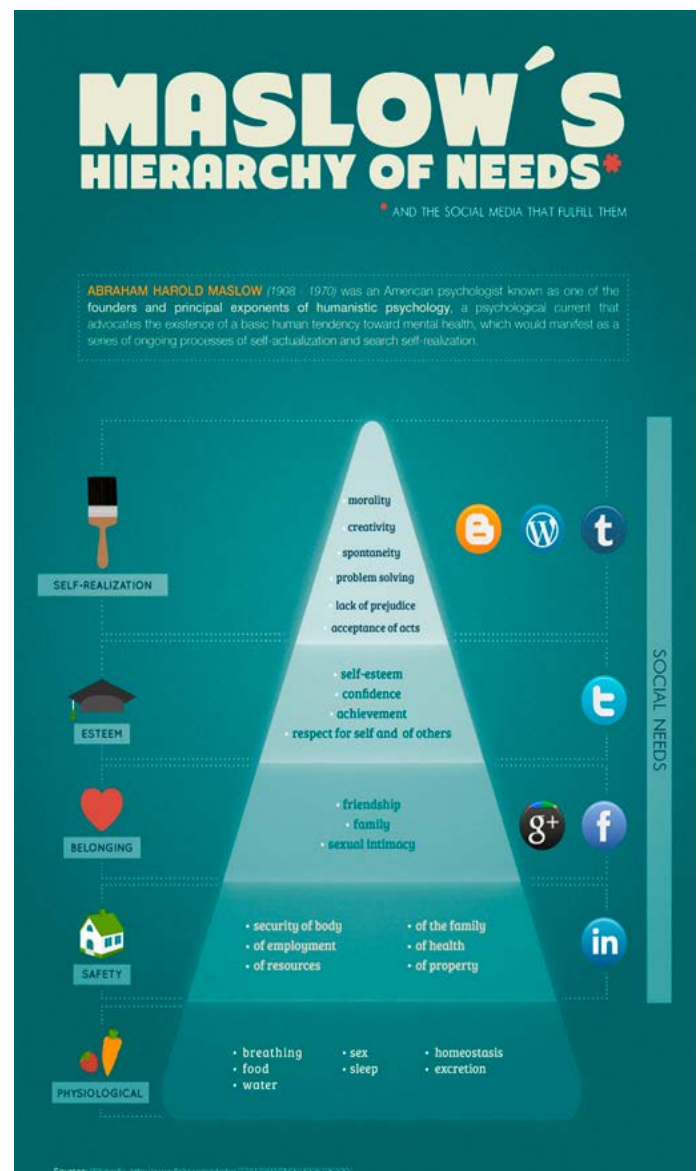 MASLOW´S
HIERARCHY OF NEEDS*
* AND THE SOCIAL MEDIA THAT FULFILL THEM
ABRAHAM HAROLD MASLOW (1908 - 1970) was an American psychologist known as one of the
founders and principal exponents of humanistic psychology, a psychological current that
advocates the existence of a basic human tendency toward mental health, which would manifest as a
series of ongoing processes of self-actualization and search self-realization.
• morality
• creativity
• spontaneity
• problem solving
• lack of prejudice
• acceptance of acts
SELF-REALIZATION
B
W
t
• self-esteem
• confidence
• achievement
• respect for self and of others
ESTEEM
t
SOCIAL NEEDS
• friendship
• family
• sexual intimacy
BELONGING
g+
f
• security of body
• of employment
• of resources
• of the family
• of health
• of property
SAFETY
in
• breathing
• food
• water
• sex
• sleep
• homeostasis
• excretion
PHYSIOLOGICAL